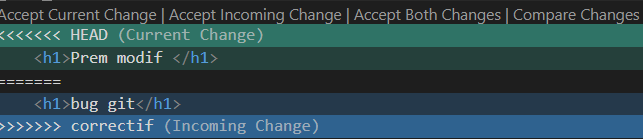 Accept Current Change | Accept Incoming Change | Accept Both Changes | Compare Changes
<<<<<<< HEAD (Current Change)
    <h1>Prem modif </h1>
=======
    <h1>bug git</h1>
>>>>>>> correctif (Incoming Change)